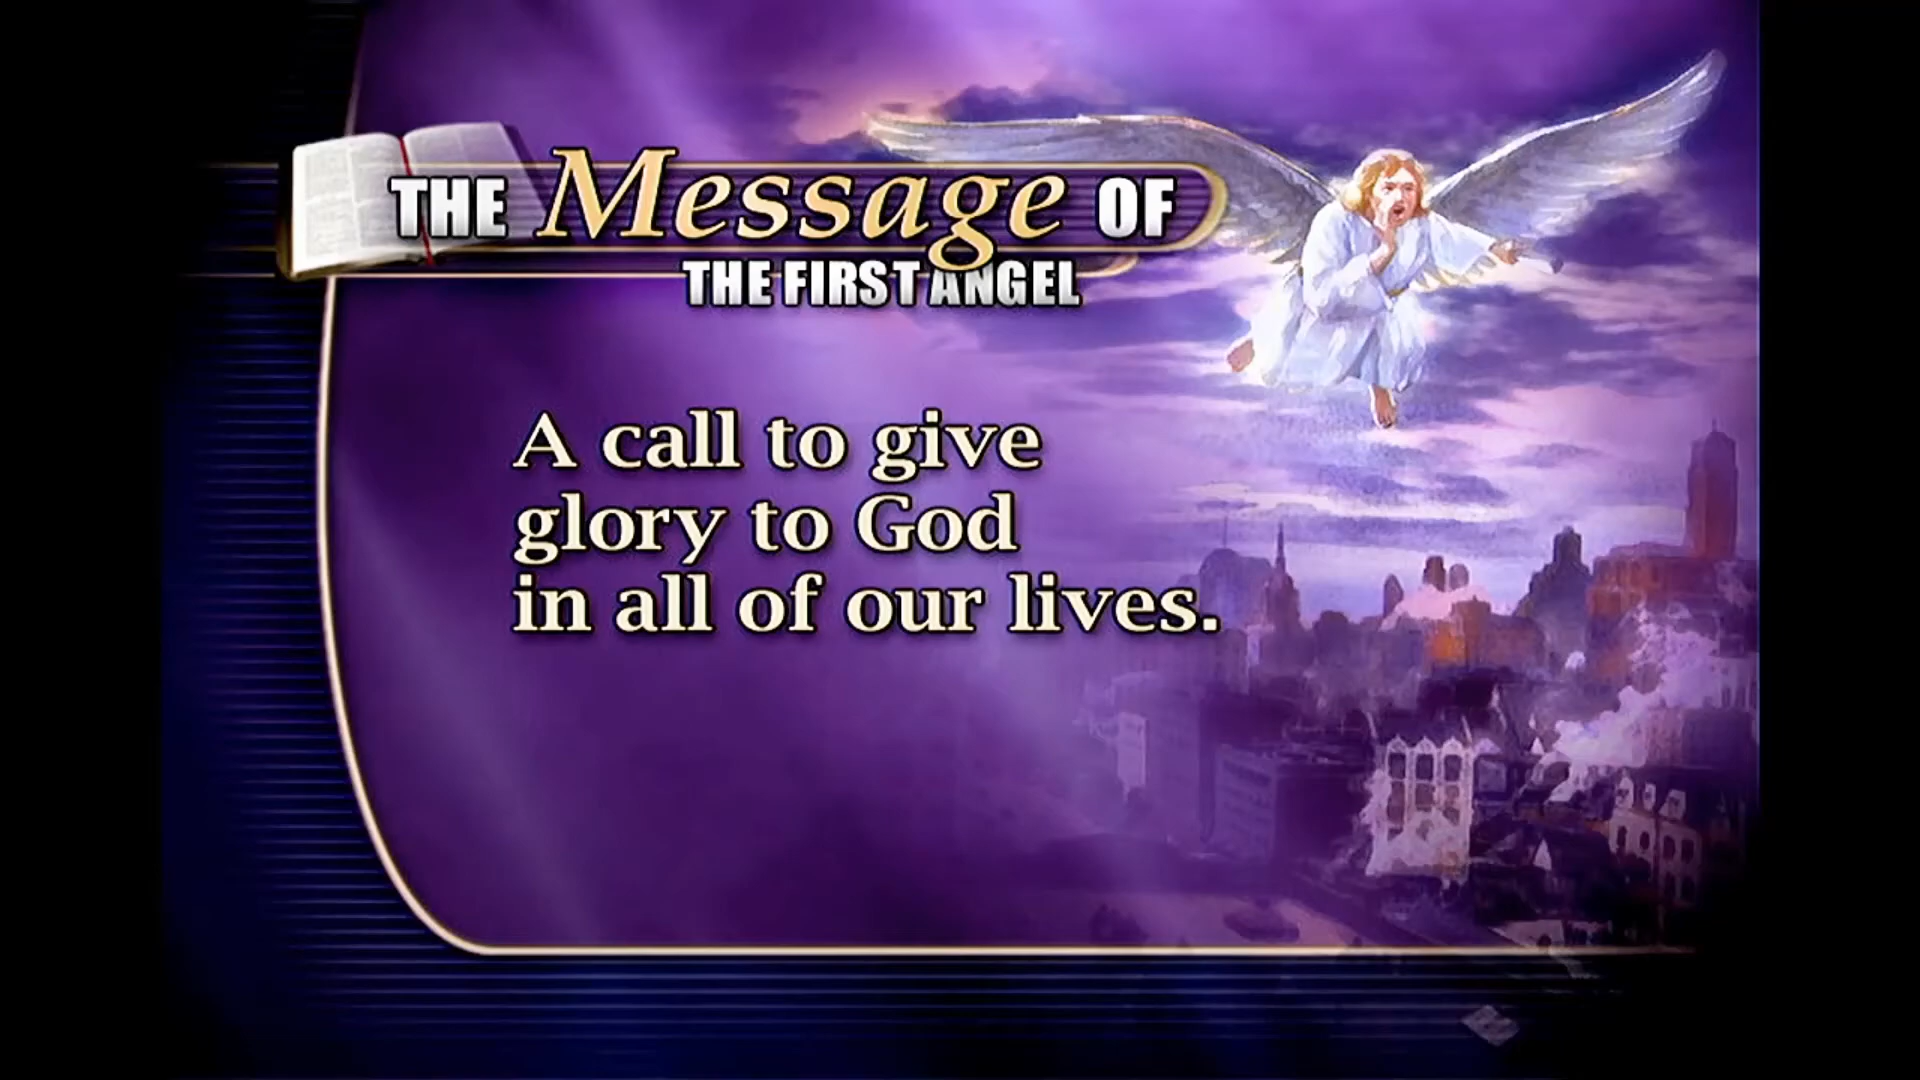 THE Message OF
THE FIRST ANGEL
A call to give
glory to God
in all of our lives.